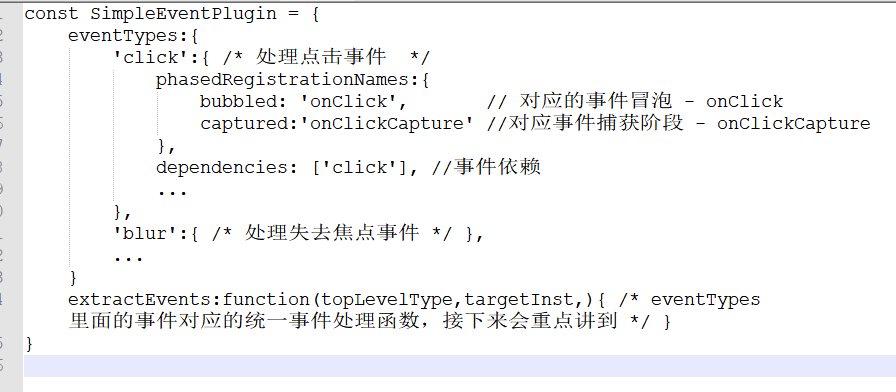 const SimpleEventPlugin = {
    eventTypes:{
        'click':{ /* 处理点击事件  */
            phasedRegistrationNames:{
                bubbled: 'onClick',       // 对应的事件冒泡 - onClick
                captured:'onClickCapture' //对应事件捕获阶段 - onClickCapture
            },
            dependencies: ['click'], //事件依赖
            ...
        },
        'blur':{ /* 处理失去焦点事件 */ },
        ...
    }
    extractEvents:function(topLevelType,targetInst,){ /* eventTypes
    里面的事件对应的统一事件处理函数，接下来会重点讲到 */ }
}